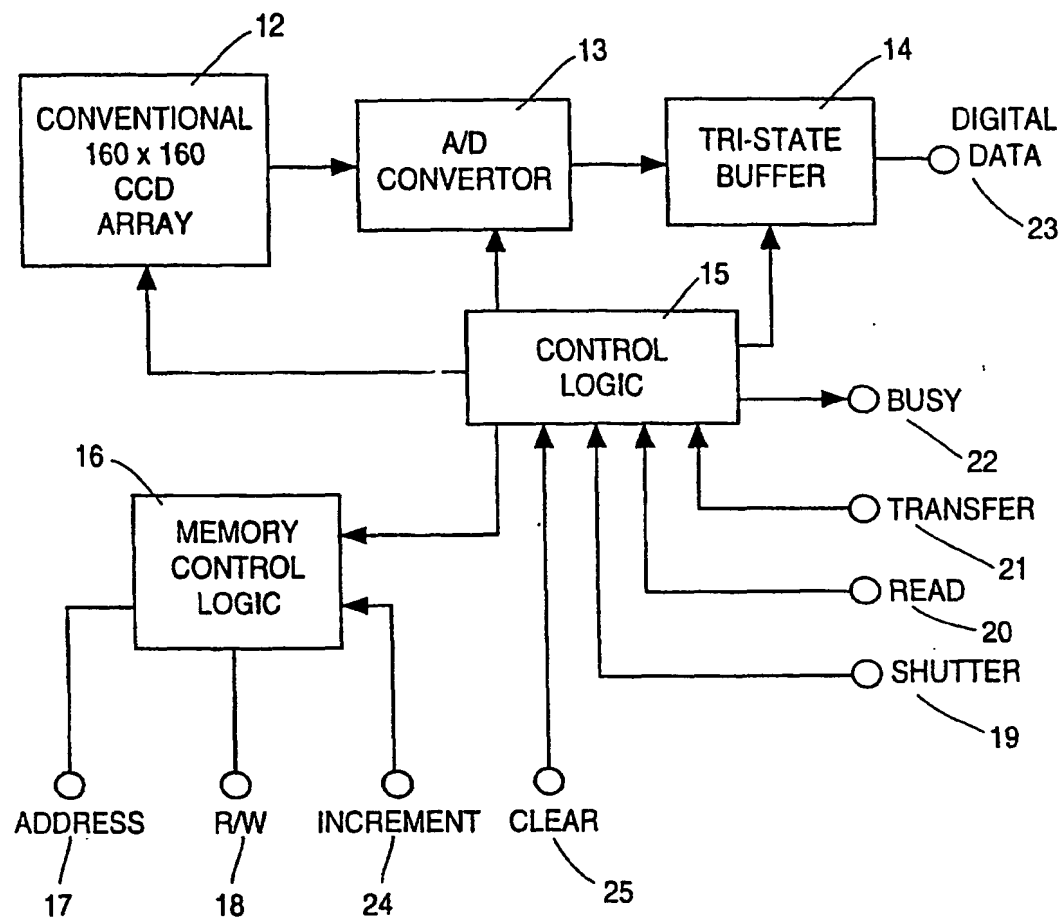 12
CONVENTIONAL
160 x 160
CCD
ARRAY
13
A/D
CONVERTOR
14
TRI-STATE
BUFFER
DIGITAL
DATA
23
15
CONTROL
LOGIC
BUSY
22
16
MEMORY
CONTROL
LOGIC
TRANSFER
21
READ
20
SHUTTER
19
ADDRESS
17
R/W
18
INCREMENT
24
CLEAR
25